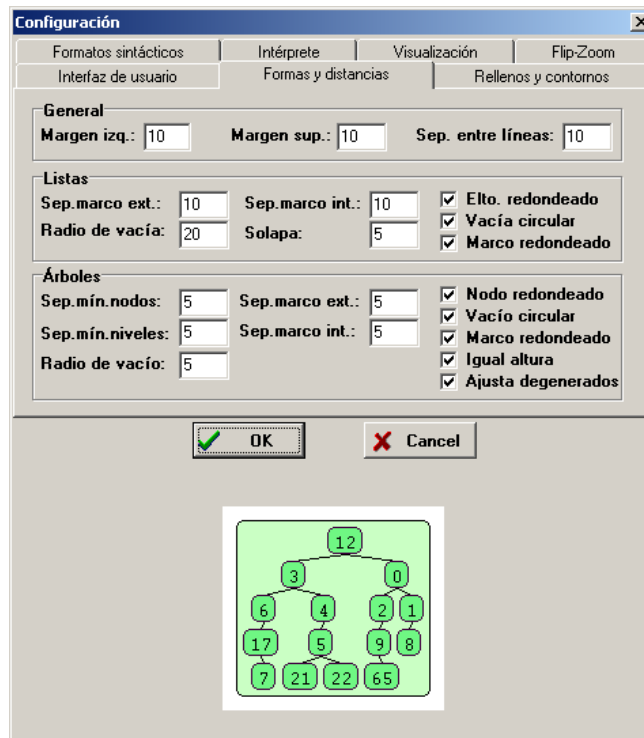 Configuración
Formatos sintácticos Intérprete Visualización Flip-Zoom
Interfaz de usuario Formas y distancias Rellenos y contornos
General
Margen izq.: 10 Margen sup.: 10 Sep. entre líneas: 10
Listas
Sep.marco ext.: 10 Sep.marco int.: 10 Elto. redondeado
Vacía circular
Radio de vacía: 20 Solapa: 5 Marco redondeado
Árboles
Sep.mín.nodos: 5 Sep.marco ext.: 5 Nodo redondeado
Vacío circular
Sep.mín.niveles: 5 Sep.marco int.: 5 Marco redondeado
Igual altura
Radio de vacío: 5 Ajusta degenerados
OK Cancel
12
3 0
6 4 2 1
17 5 9 8
7 21 22 65